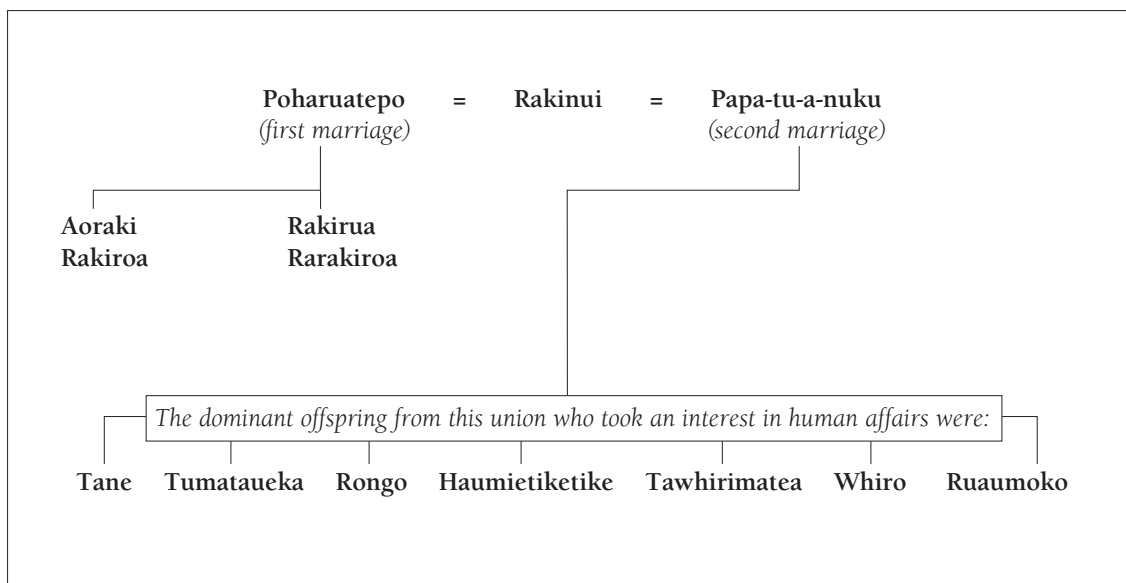 Poharuatepo = Rakinui = Papa-tu-a-nuku
(first marriage) (second marriage)
Aoraki Rakirua
Rakiroa Rarakiroa
The dominant offspring from this union who took an interest in human affairs were:
Tane Tumataueka Rongo Haumietiketike Tawhirimatea Whiro Ruaumoko